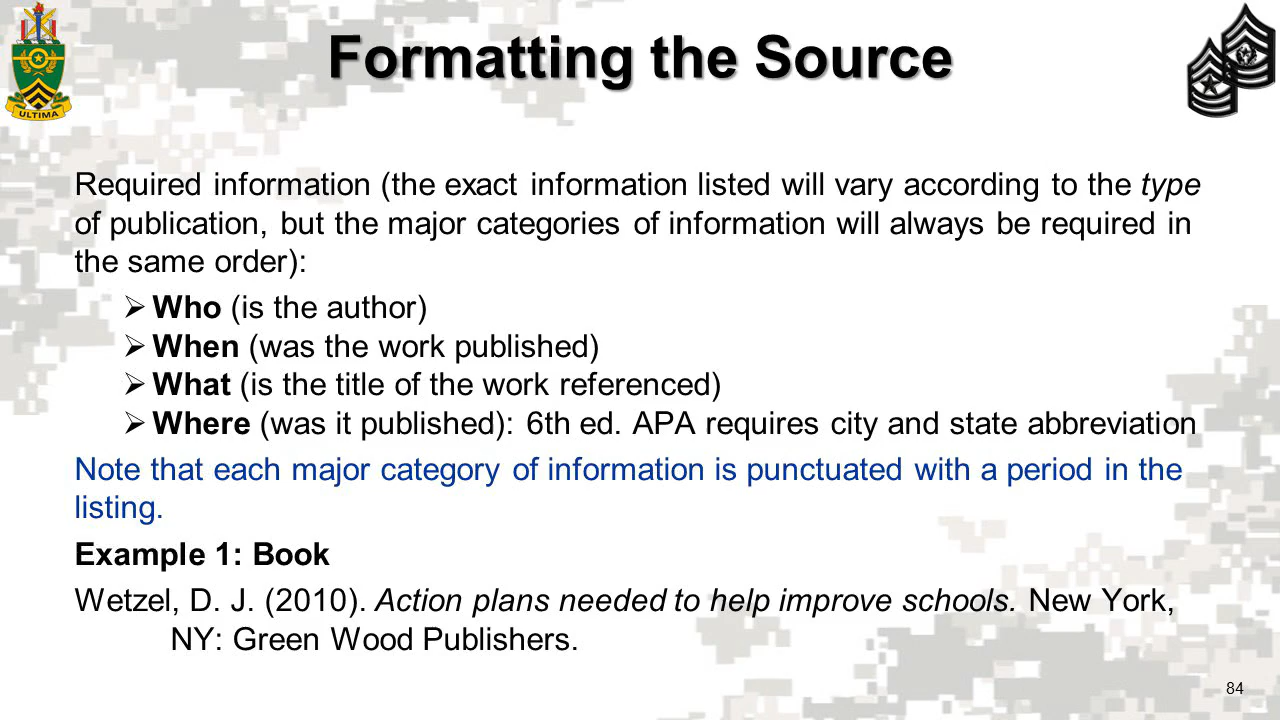 Formatting the Source
ULTIMA
Required information (the exact information listed will vary according to the type
of publication, but the major categories of information will always be required in
the same order):
➢ Who (is the author)
➢ When (was the work published)
➢ What (is the title of the work referenced)
➢ Where (was it published): 6th ed. APA requires city and state abbreviation
Note that each major category of information is punctuated with a period in the
listing.
Example 1: Book
Wetzel, D. J. (2010). Action plans needed to help improve schools. New York,
NY: Green Wood Publishers.
84